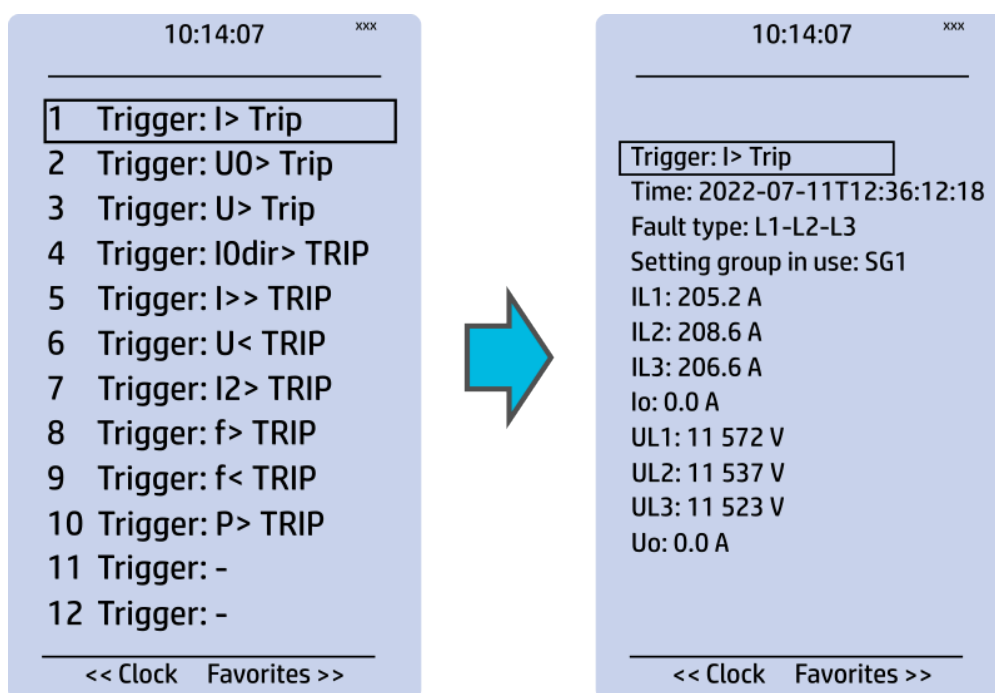 10:14:07 xxx
1 Trigger: I> Trip
2 Trigger: U0> Trip
3 Trigger: U> Trip
4 Trigger: I0dir> TRIP
5 Trigger: I>> TRIP
6 Trigger: U< TRIP
7 Trigger: I2> TRIP
8 Trigger: f> TRIP
9 Trigger: f< TRIP
10 Trigger: P> TRIP
11 Trigger: -
12 Trigger: -
<< Clock Favorites >>
10:14:07 xxx
Trigger: I> Trip
Time: 2022-07-11T12:36:12:18
Fault type: L1-L2-L3
Setting group in use: SG1
IL1: 205.2 A
IL2: 208.6 A
IL3: 206.6 A
Io: 0.0 A
UL1: 11 572 V
UL2: 11 537 V
UL3: 11 523 V
Uo: 0.0 A
<< Clock Favorites >>